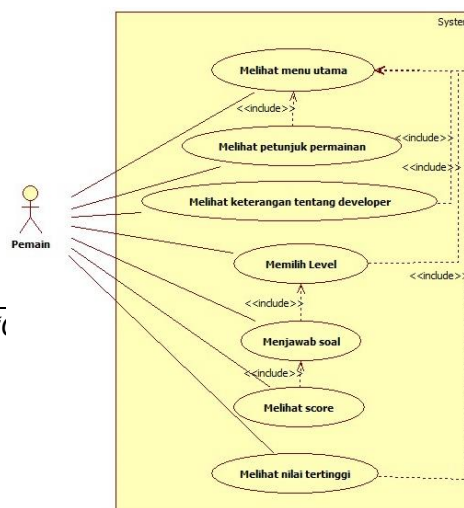 System
Melihat menu utama
<<include>>
Melihat petunjuk permainan
<<include>>
<<include>>
Melihat keterangan tentang developer
Pemain
Memilih Level
<<include>>
<<include>>
Menjawab soal
<<include>>
Melihat score
Melihat nilai tertinggi